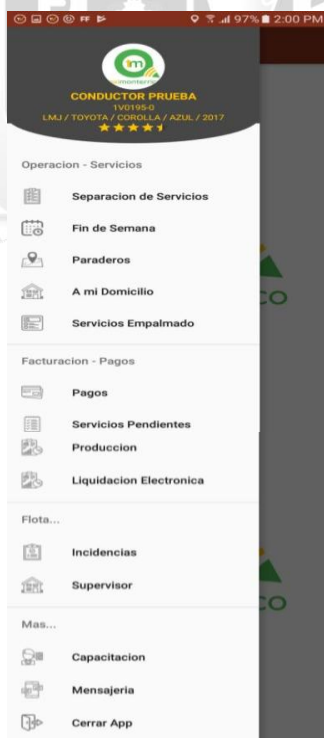 97% 2:00 PM
CONDUCTOR PRUEBA
1V0195-0
LMJ / TOYOTA / COROLLA / AZUL / 2017
Operacion - Servicios
Separacion de Servicios
Fin de Semana
Paraderos
A mi Domicilio
Servicios Empalmado
Facturacion - Pagos
Pagos
Servicios Pendientes
Produccion
Liquidacion Electronica
Flota...
Incidencias
Supervisor
Mas...
Capacitacion
Mensajeria
Cerrar App
CO
CO